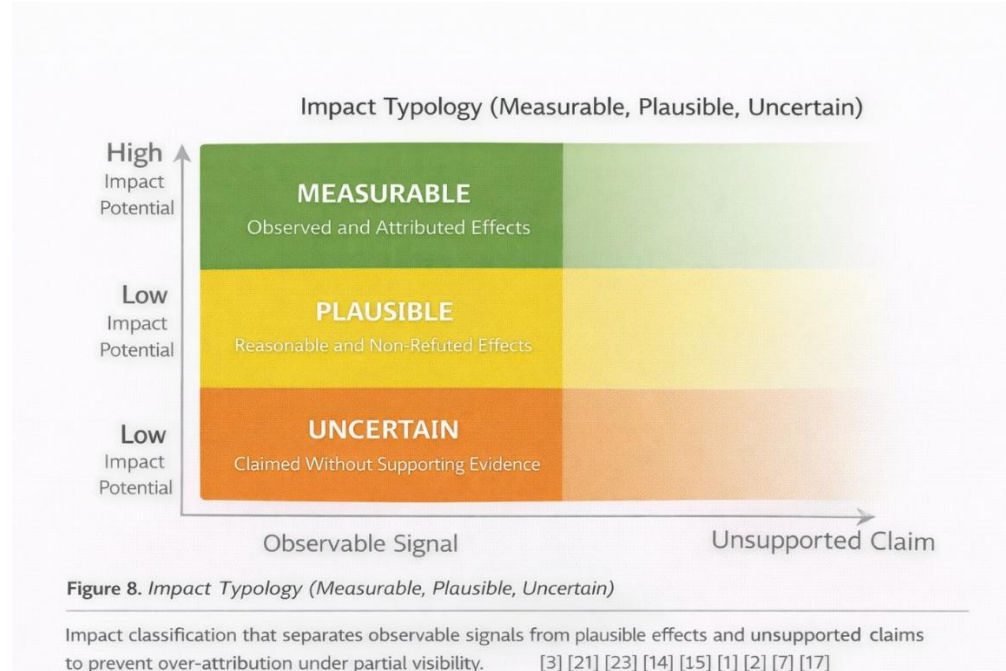 Impact Typology (Measurable, Plausible, Uncertain)
High
Impact
Potential
MEASURABLE
Observed and Attributed Effects
Low
Impact
Potential
PLAUSIBLE
Reasonable and Non-Refuted Effects
Low
Impact
Potential
UNCERTAIN
Claimed Without Supporting Evidence
Observable Signal
Unsupported Claim
Figure 8. Impact Typology (Measurable, Plausible, Uncertain)
Impact classification that separates observable signals from plausible effects and unsupported claims
to prevent over-attribution under partial visibility. [3] [21] [23] [14] [15] [1] [2] [7] [17]